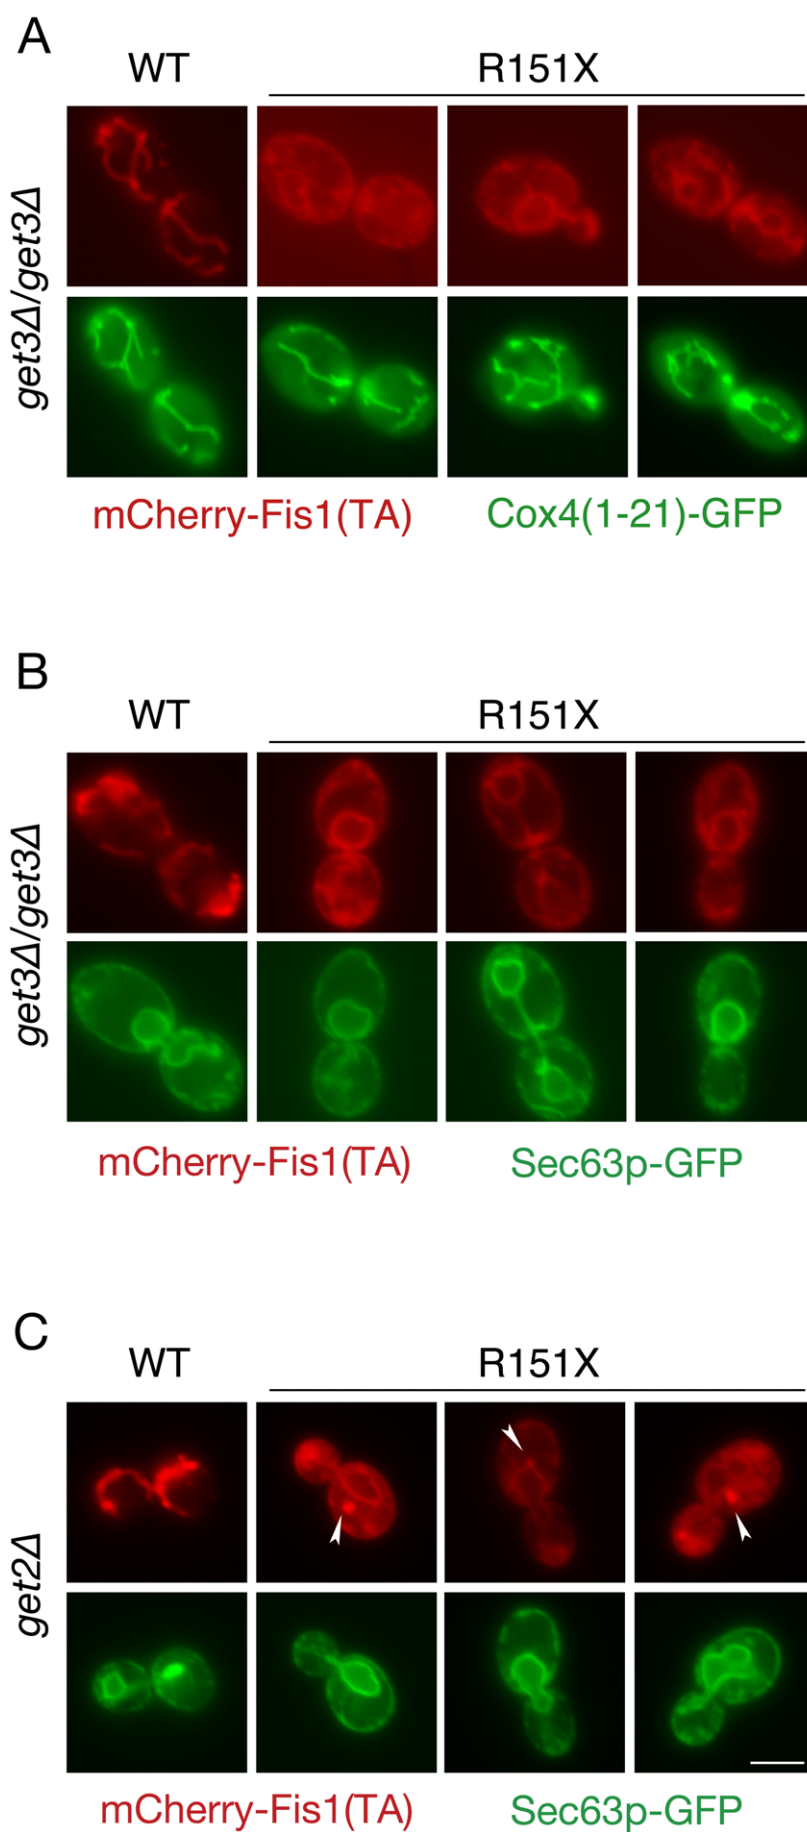 A
WT R151X
get3Δ/get3Δ
mCherry-Fis1(TA) Cox4(1-21)-GFP
B
WT R151X
get3Δ/get3Δ
mCherry-Fis1(TA) Sec63p-GFP
C
WT R151X
get2Δ
mCherry-Fis1(TA) Sec63p-GFP